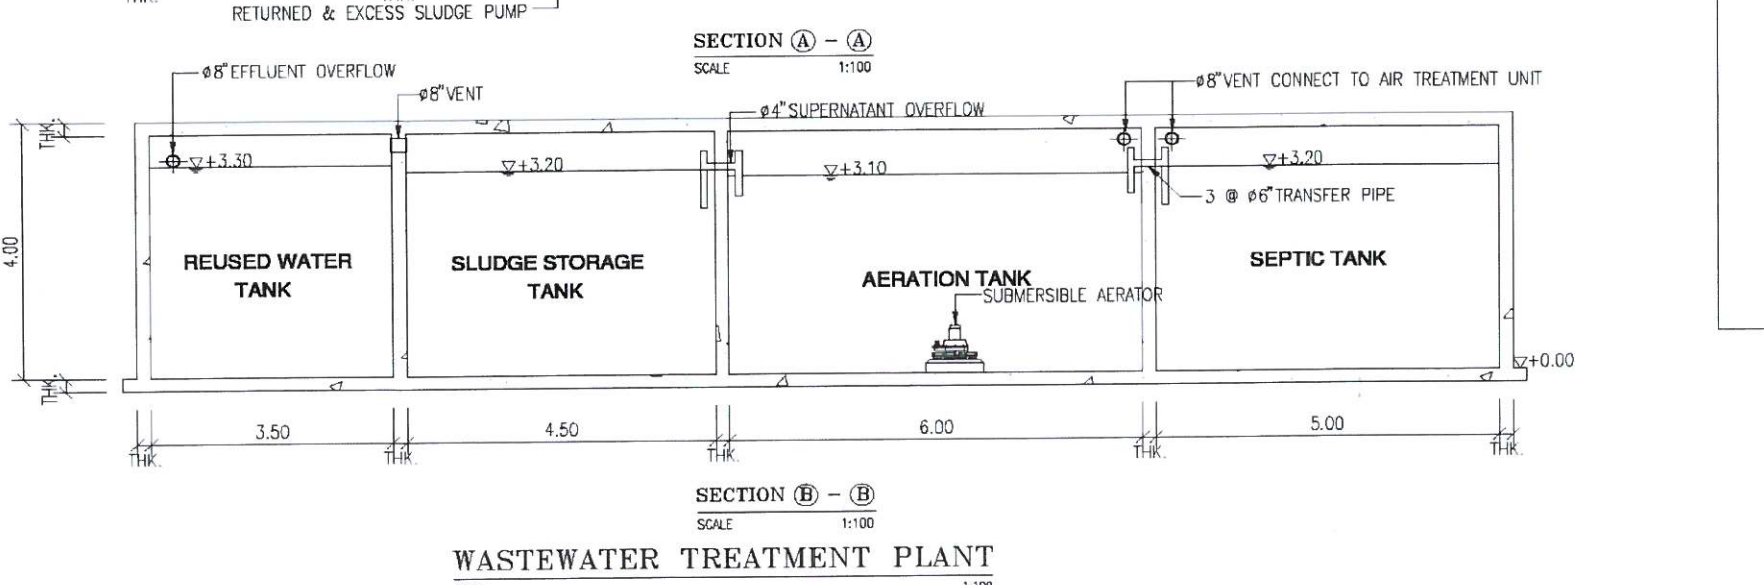 RETURNED & EXCESS SLUDGE PUMP
SECTION A - A
SCALE 1:100
ø8"EFFLUENT OVERFLOW
ø8"VENT
ø4"SUPERNATANT OVERFLOW
ø8"VENT CONNECT TO AIR TREATMENT UNIT
THK.
+3.30
+3.20
+3.10
+3.20
3 @ ø6"TRANSFER PIPE
4.00
REUSED WATER
TANK
SLUDGE STORAGE
TANK
AERATION TANK
SEPTIC TANK
SUBMERSIBLE AERATOR
+0.00
THK.
3.50
4.50
6.00
5.00
THK.
THK.
THK.
THK.
THK.
SECTION B - B
SCALE 1:100
WASTEWATER TREATMENT PLANT